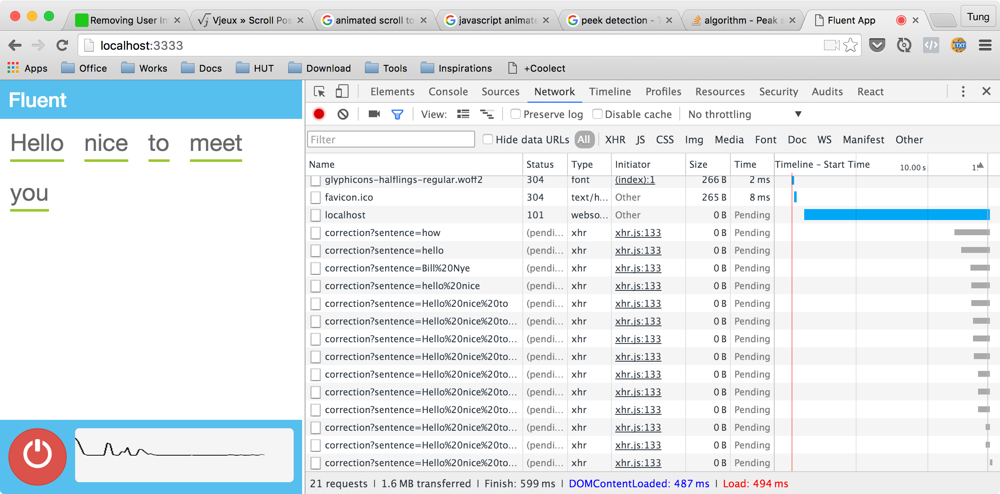 Removing User In
Vjeux » Scroll Pos
animated scroll to
javascript animate
peek detection - T
algorithm - Peak s
Fluent App
Tung
localhost:3333
TXT
Apps
Office
Works
Docs
HUT
Download
Tools
Inspirations
+Coolect
Fluent
Hello nice to meet
you
Elements Console Sources Network Timeline Profiles Resources Security Audits React
View: Preserve log Disable cache No throttling
Filter Hide data URLs All XHR JS CSS Img Media Font Doc WS Manifest Other
Name Status Type Initiator Size Time Timeline – Start Time 10.00 s
glyphicons-halflings-regular.woff2 304 font (index):1 266 B 2 ms
favicon.ico 304 text/h... Other 265 B 8 ms
localhost 101 webso... Other 0 B Pending
correction?sentence=how (pendi... xhr xhr.js:133 0 B Pending
correction?sentence=hello (pendi... xhr xhr.js:133 0 B Pending
correction?sentence=Bill%20Nye (pendi... xhr xhr.js:133 0 B Pending
correction?sentence=hello%20nice (pendi... xhr xhr.js:133 0 B Pending
correction?sentence=Hello%20nice%20to (pendi... xhr xhr.js:133 0 B Pending
correction?sentence=Hello%20nice%20to... (pendi... xhr xhr.js:133 0 B Pending
correction?sentence=Hello%20nice%20to... (pendi... xhr xhr.js:133 0 B Pending
correction?sentence=Hello%20nice%20to... (pendi... xhr xhr.js:133 0 B Pending
correction?sentence=Hello%20nice%20to... (pendi... xhr xhr.js:133 0 B Pending
correction?sentence=Hello%20nice%20to... (pendi... xhr xhr.js:133 0 B Pending
correction?sentence=Hello%20nice%20to... (pendi... xhr xhr.js:133 0 B Pending
correction?sentence=Hello%20nice%20to... (pendi... xhr xhr.js:133 0 B Pending
correction?sentence=Hello%20nice%20to... (pendi... xhr xhr.js:133 0 B Pending
correction?sentence=Hello%20nice%20to... (pendi... xhr xhr.js:133 0 B Pending
21 requests | 1.6 MB transferred | Finish: 599 ms | DOMContentLoaded: 487 ms | Load: 494 ms